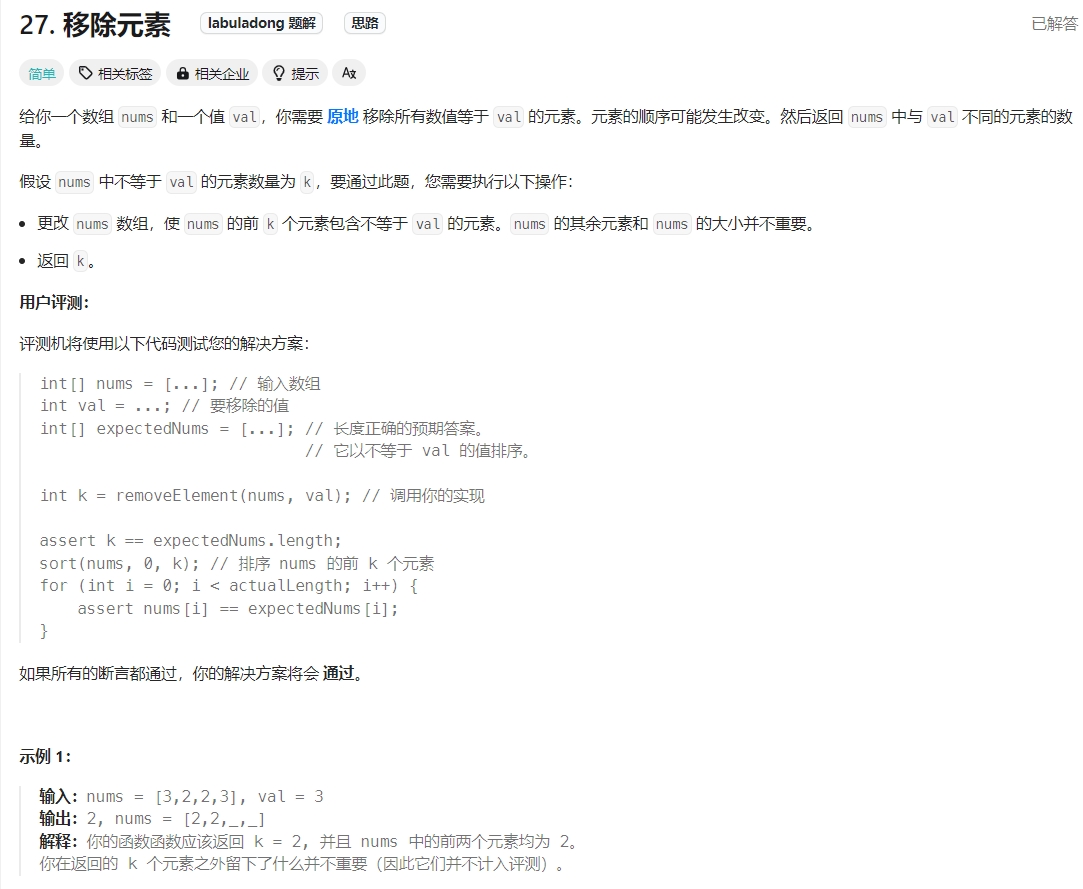 27. 移除元素 labuladong 题解 思路 已解答
简单 相关标签 相关企业 提示 Aあ
给你一个数组 nums 和一个值 val，你需要 原地 移除所有数值等于 val 的元素。元素的顺序可能发生改变。然后返回 nums 中与 val 不同的元素的数
量。
假设 nums 中不等于 val 的元素数量为 k，要通过此题，您需要执行以下操作：
• 更改 nums 数组，使 nums 的前 k 个元素包含不等于 val 的元素。nums 的其余元素和 nums 的大小并不重要。
• 返回 k。
用户评测：
评测机将使用以下代码测试您的解决方案：
int[] nums = [...]; // 输入数组
int val = ...; // 要移除的值
int[] expectedNums = [...]; // 长度正确的预期答案。
// 它以不等于 val 的值排序。
int k = removeElement(nums, val); // 调用你的实现
assert k == expectedNums.length;
sort(nums, 0, k); // 排序 nums 的前 k 个元素
for (int i = 0; i < actualLength; i++) {
    assert nums[i] == expectedNums[i];
}
如果所有的断言都通过，你的解决方案将会 通过。
示例 1：
输入：nums = [3,2,2,3], val = 3
输出：2, nums = [2,2,_,_]
解释：你的函数函数应该返回 k = 2, 并且 nums 中的前两个元素均为 2。
你在返回的 k 个元素之外留下了什么并不重要（因此它们并不计入评测）。